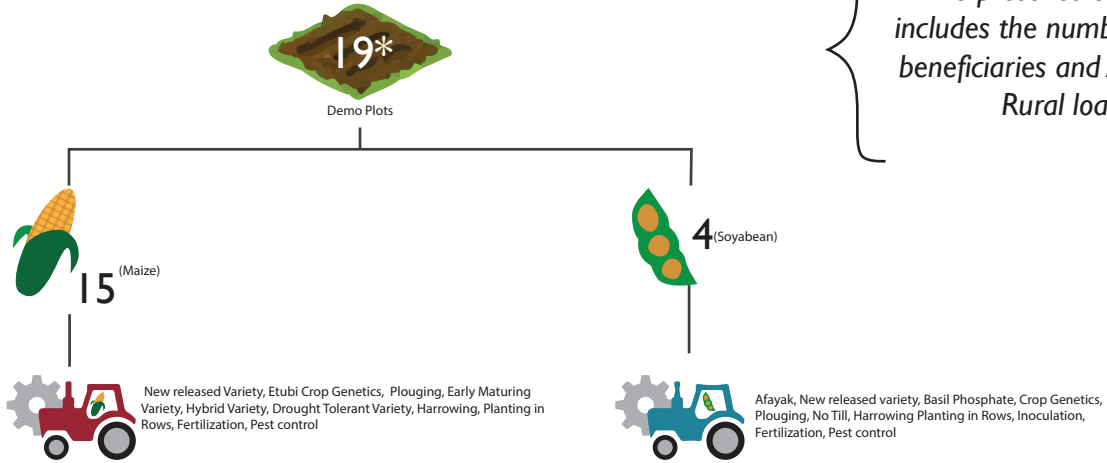 19*
Demo Plots
includes the
beneficiaries and
Rural
15 (Maize)
4 (Soyabean)
New released Variety, Etubi Crop Genetics, Plouging, Early Maturing
Variety, Hybrid Variety, Drought Tolerant Variety, Harrowing, Planting in
Rows, Fertilization, Pest control
Afayak, New released variety, Basil Phosphate, Crop Genetics,
Plouging, No Till, Harrowing Planting in Rows, Inoculation,
Fertilization, Pest control